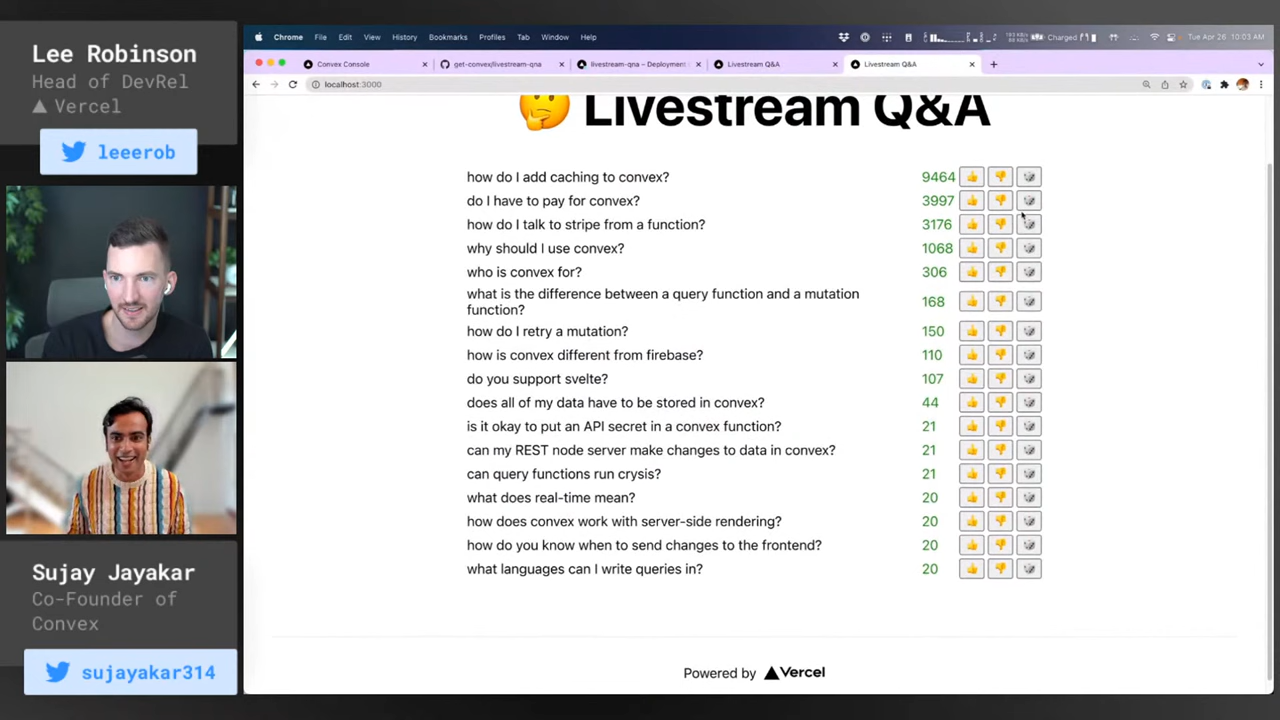 Lee Robinson
Head of DevRel
Vercel
leeerob
Sujay Jayakar
Co-Founder of
Convex
sujayakar314
Chrome File Edit View History Bookmarks Profiles Tab Window Help
Charged
Tue Apr 26 10:03 AM
Convex Console
get-convex/livestream-qna
livestream-qna – Deployment
Livestream Q&A
Livestream Q&A
localhost:3000
Livestream Q&A
how do I add caching to convex? 9464
do I have to pay for convex? 3997
how do I talk to stripe from a function? 3176
why should I use convex? 1068
who is convex for? 306
what is the difference between a query function and a mutation
function? 168
how do I retry a mutation? 150
how is convex different from firebase? 110
do you support svelte? 107
does all of my data have to be stored in convex? 44
is it okay to put an API secret in a convex function? 21
can my REST node server make changes to data in convex? 21
can query functions run crysis? 21
what does real-time mean? 20
how does convex work with server-side rendering? 20
how do you know when to send changes to the frontend? 20
what languages can I write queries in? 20
Powered by Vercel